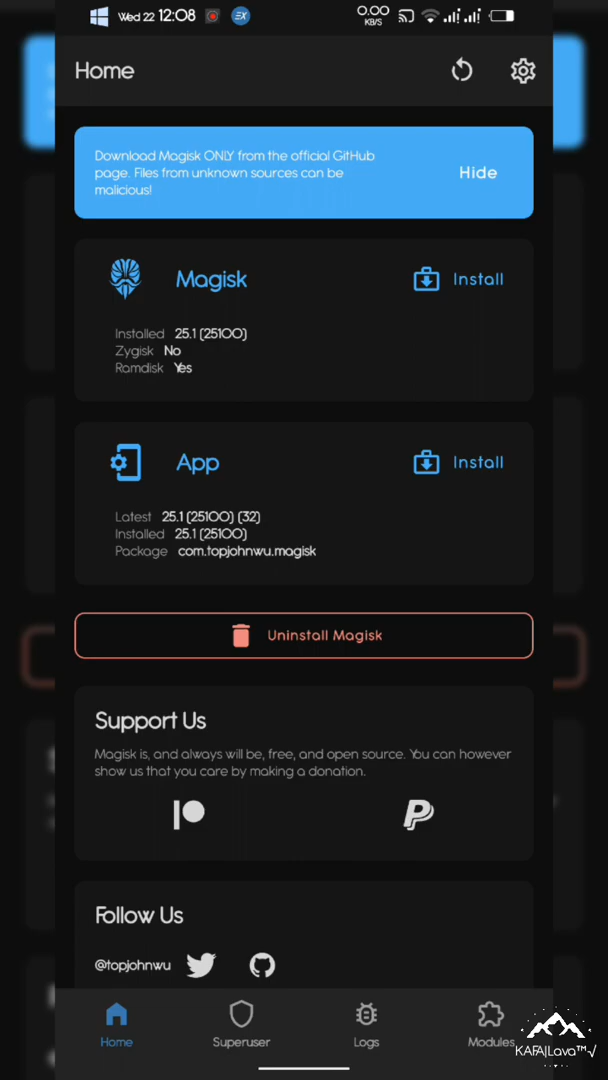 Wed 22 12:08 EX 0.00 KB/S
Home
Download Magisk ONLY from the official GitHub
page. Files from unknown sources can be
malicious!
Hide
Magisk
Install
Installed 25.1 (25100)
Zygisk No
Ramdisk Yes
App
Install
Latest 25.1 (25100) (32)
Installed 25.1 (25100)
Package com.topjohnwu.magisk
Uninstall Magisk
Support Us
Magisk is, and always will be, free, and open source. You can however
show us that you care by making a donation.
Follow Us
@topjohnwu
Home Superuser Logs Modules
KAFA|Lava™√